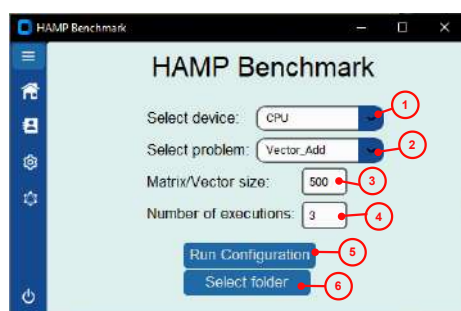 HAMP Benchmark
HAMP Benchmark
Select device: CPU 1
Select problem: Vector_Add 2
Matrix/Vector size: 500 3
Number of executions: 3 4
Run Configuration 5
Select folder 6